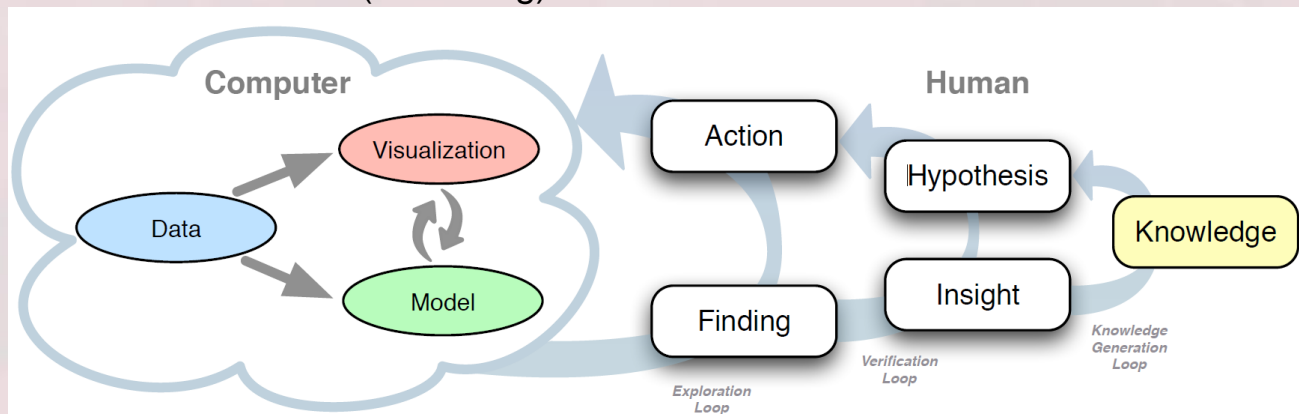 Computer
Human
Visualization
Data
Model
Action
Hypothesis
Knowledge
Finding
Insight
Exploration
Loop
Verification
Loop
Knowledge
Generation
Loop